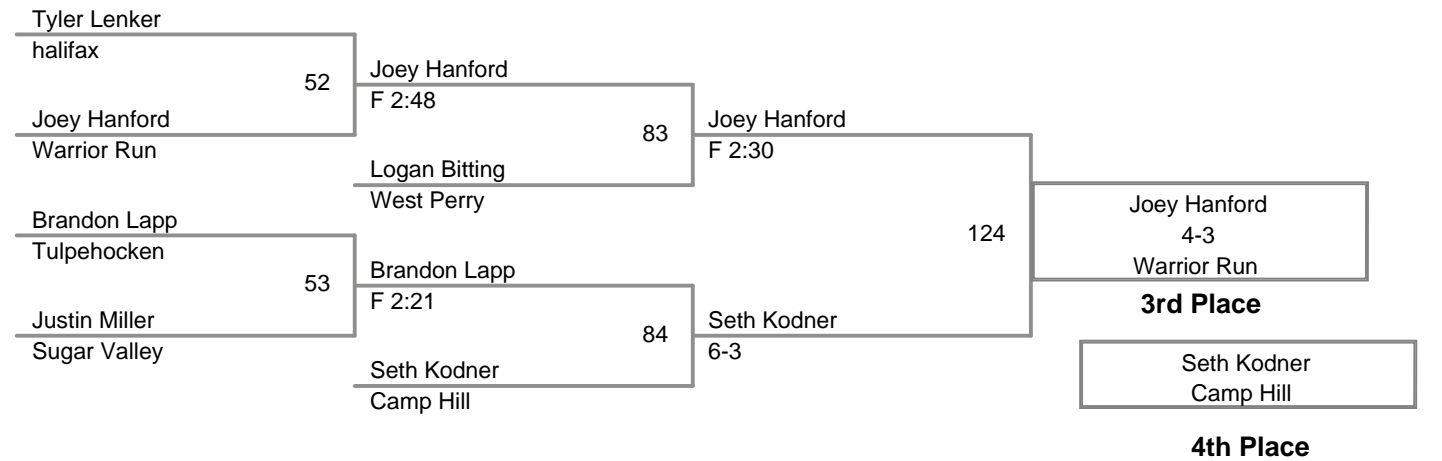 Tyler Lenker
halifax
52
Joey Hanford
F 2:48
Joey Hanford
Warrior Run
83
Joey Hanford
F 2:30
Logan Bitting
West Perry
Brandon Lapp
Tulpehocken
53
Brandon Lapp
F 2:21
Justin Miller
Sugar Valley
84
Seth Kodner
6-3
Seth Kodner
Camp Hill
124
Joey Hanford
4-3
Warrior Run
3rd Place
Seth Kodner
Camp Hill
4th Place